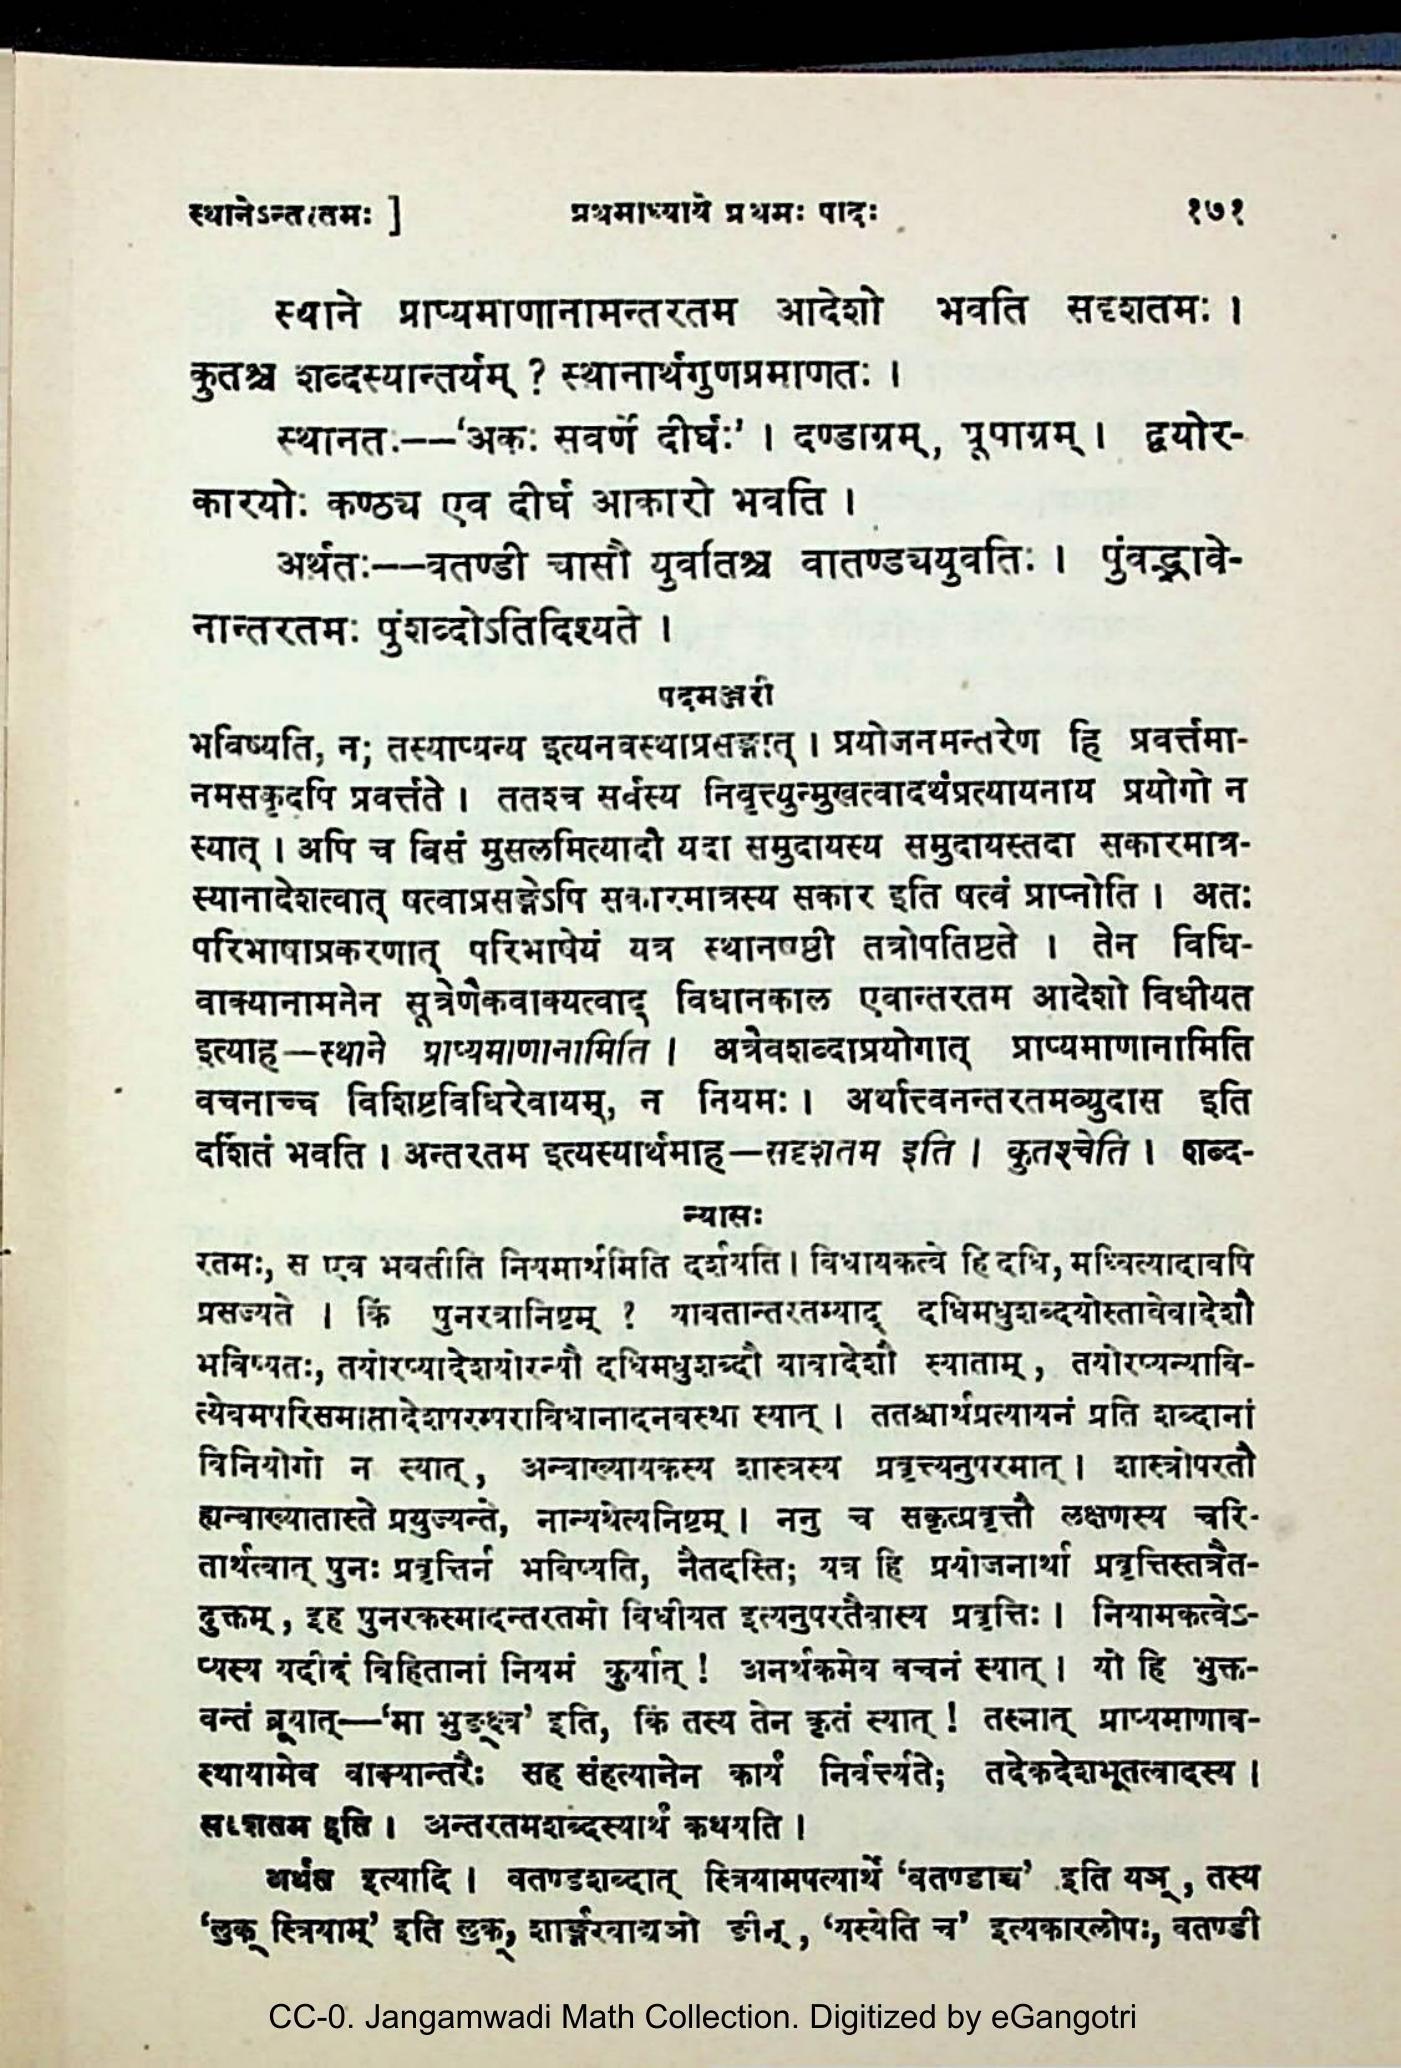 स्थानेऽन्तरतमः ] प्रथमाध्याये प्रथमः पादः १७१
स्थाने प्राप्यमाणानामन्तरतम आदेशो भवति सदृशतमः ।
कुतश्च शब्दस्यान्तर्यम् ? स्थानार्थगुणप्रमाणतः ।
स्थानतः——‘अकः सवर्णे दीर्घः’ । दण्डाग्रम्, यूपाग्रम् । द्वयोर-
कारयोः कण्ठ्य एव दीर्घ आकारो भवति ।
अर्थतः——वतण्डी चासौ युवतिश्च वातण्ड्ययुवतिः । पुंवद्भावे-
नान्तरतमः पुंशब्दोऽतिदिश्यते ।
पदमञ्जरी
भविष्यति, न; तस्याप्यन्य इत्यनवस्थाप्रसङ्गात् । प्रयोजनमन्तरेण हि प्रवर्त्तमा-
नमसकृदपि प्रवर्त्तते । ततश्च सर्वस्य निवृत्त्युन्मुखत्वादर्थप्रत्यायनाय प्रयोगो न
स्यात् । अपि च बिसं मुसलमित्यादौ यदा समुदायस्य समुदायस्तदा सकारमात्र-
स्यानादेशत्वात् षत्वाप्रसङ्गेऽपि सकारमात्रस्य सकार इति षत्वं प्राप्नोति । अतः
परिभाषाप्रकरणात् परिभाषेयं यत्र स्थानषष्ठी तत्रोपतिष्टते । तेन विधि-
वाक्यानामनेन सूत्रेणैकवाक्यत्वाद् विधानकाल एवान्तरतम आदेशो विधीयत
इत्याह—स्थाने प्राप्यमाणानामिति । अत्रैवशब्दाप्रयोगात् प्राप्यमाणानामिति
वचनाच्च विशिष्टविधिरेवायम्, न नियमः । अर्थात्त्वनन्तरतमव्युदास इति
दर्शितं भवति । अन्तरतम इत्यस्यार्थमाह—सदृशतम इति । कुतश्चेति । शब्द-
न्यासः
रतमः, स एव भवतीति नियमार्थमिति दर्शयति । विधायकत्वे हि दधि, मध्वित्यादावपि
प्रसज्यते । किं पुनरत्रानिष्टम् ? यावतान्तरतम्याद् दधिमधुशब्दयोस्तावेवादेशौ
भविष्यतः, तयोरप्यादेशयोरन्यौ दधिमधुशब्दौ यावादेशौ स्याताम् , तयोरप्यन्यावि-
त्येवमपरिसमाप्तादेशपरम्पराविधानादनवस्था स्यात् । ततश्चार्थप्रत्यायनं प्रति शब्दानां
विनियोगो न स्यात् , अन्वाख्यायकस्य शास्त्रस्य प्रवृत्त्यनुपरमात् । शास्त्रोपरतौ
ह्यन्वाख्यातास्ते प्रयुज्यन्ते, नान्यथेत्यनिष्टम् । ननु च सकृत्प्रवृत्तौ लक्षणस्य चरि-
तार्थत्वात् पुनः प्रवृत्तिर्न भविष्यति, नैतदस्ति; यत्र हि प्रयोजनार्था प्रवृत्तिस्तत्रैत-
दुक्तम् , इह पुनरकस्मादन्तरतमो विधीयत इत्यनुपरतैवास्य प्रवृत्तिः । नियामकत्वेऽ-
प्यस्य यदीदं विहितानां नियमं कुर्यात् ! अनर्थकमेव वचनं स्यात् । यो हि भुक्त-
वन्तं ब्रूयात्—‘मा भुङ्क्ष्व’ इति, किं तस्य तेन कृतं स्यात् ! तस्मात् प्राप्यमाणाव-
स्थायामेव वाक्यान्तरैः सह संहत्यानेन कार्यं निर्वर्त्त्यते; तदेकदेशभूतत्वादस्य ।
सदृशतम इति । अन्तरतमशब्दस्यार्थं कथयति ।
अर्थत इत्यादि । वतण्डशब्दात् स्त्रियामपत्यार्थे ‘वतण्डाच्च’ इति यञ् , तस्य
‘लुक् स्त्रियाम्’ इति लुक्, शार्ङ्गरवाद्यञो ङीन् , ‘यस्येति च’ इत्यकारलोपः, वतण्डी
CC-0. Jangamwadi Math Collection. Digitized by eGangotri